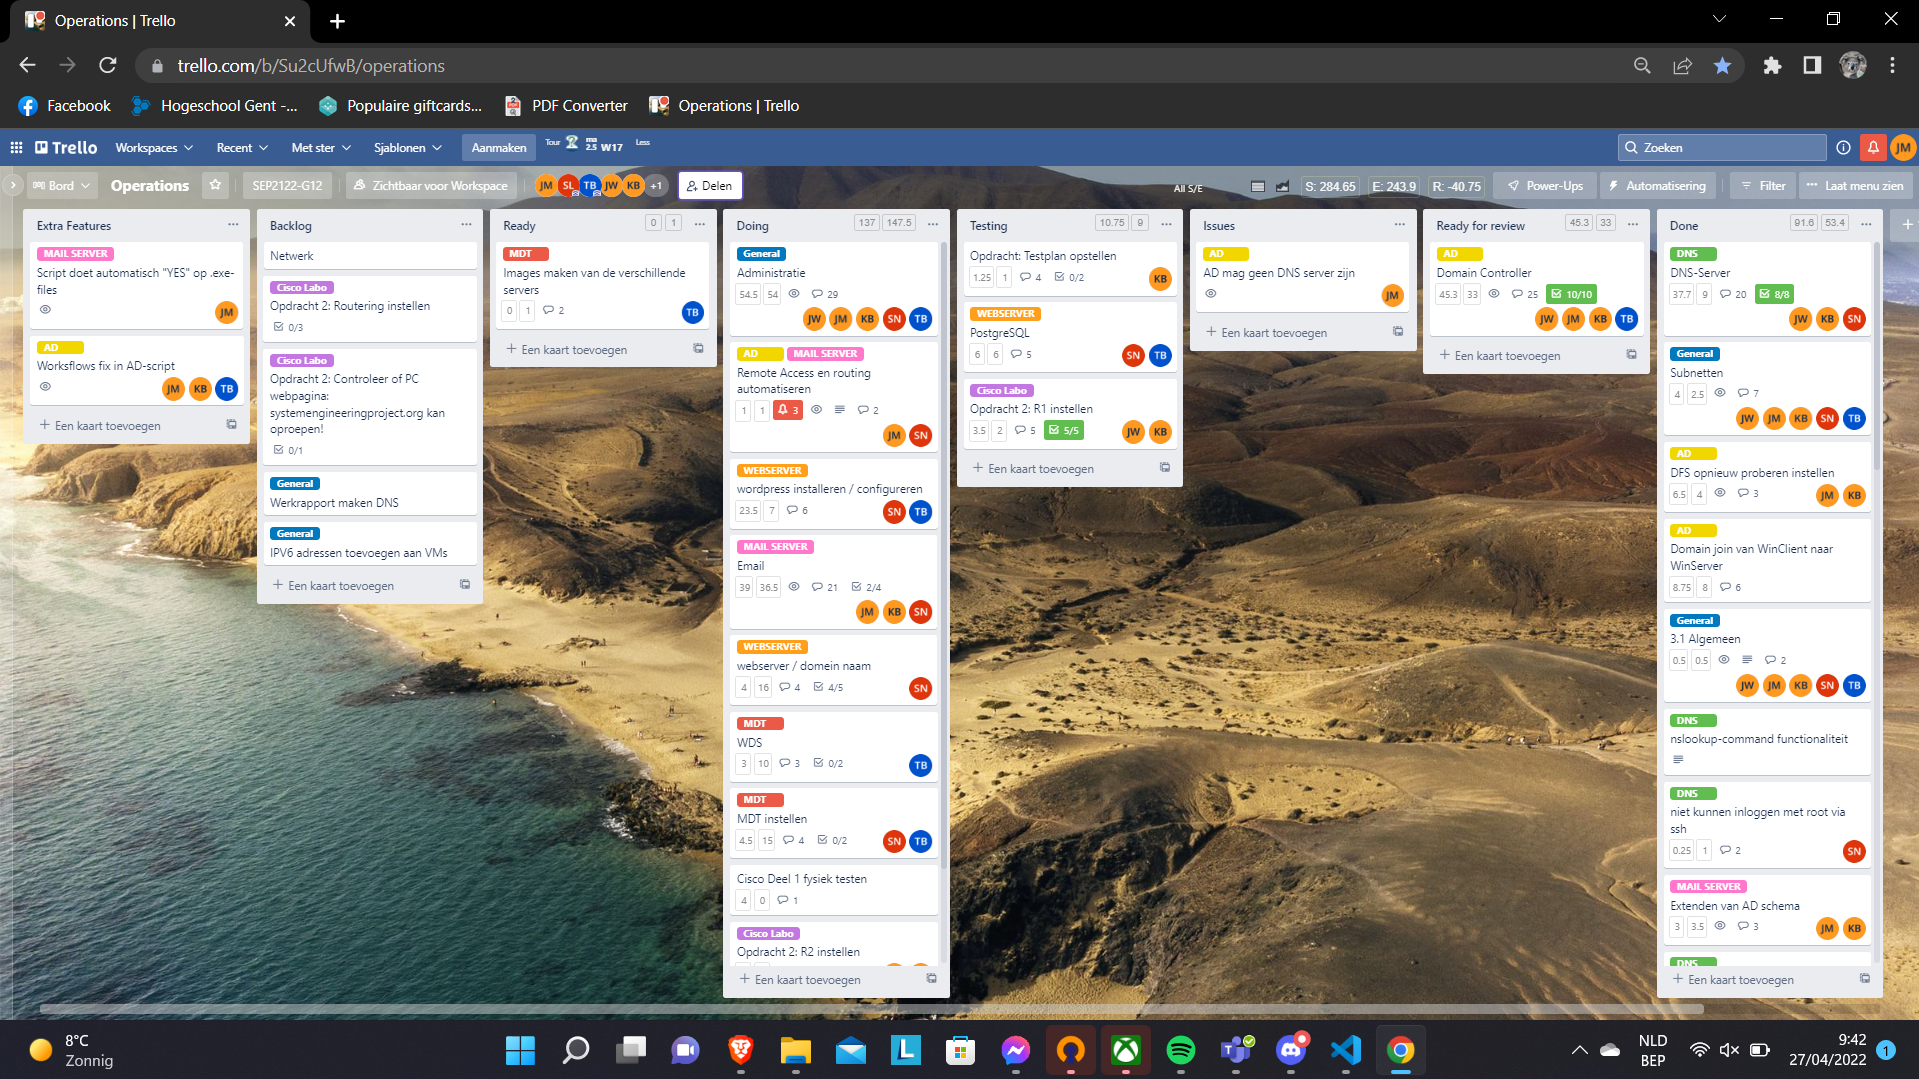 Operations | Trello
trello.com/b/Su2cUfwB/operations
Facebook
Hogeschool Gent -...
Populaire giftcards...
PDF Converter
Operations | Trello
Trello
Workspaces
Recent
Met ster
Sjablonen
Aanmaken
Tour
ma
2.5
W17
Less
Zoeken
JM
Bord
Operations
SEP2122-G12
Zichtbaar voor Workspace
JM
SL
TB
JW
KB
+1
Delen
All S/E
S: 284.65
E: 243.9
R: -40.75
Power-Ups
Automatisering
Filter
Laat menu zien
Extra Features
MAIL SERVER
Script doet automatisch "YES" op .exe-
files
JM
AD
Worksflows fix in AD-script
JM KB TB
+ Een kaart toevoegen
Backlog
Netwerk
Cisco Labo
Opdracht 2: Routering instellen
0/3
Cisco Labo
Opdracht 2: Controleer of PC
webpagina:
systemengineeringproject.org kan
oproepen!
0/1
General
Werkrapport maken DNS
General
IPV6 adressen toevoegen aan VMs
+ Een kaart toevoegen
Ready
0 1
MDT
Images maken van de verschillende
servers
0 1 2
TB
+ Een kaart toevoegen
Doing
137 147.5
General
Administratie
54.5 54 29
JW JM KB SN TB
AD MAIL SERVER
Remote Access en routing
automatiseren
1 1 3 2
JM SN
WEBSERVER
wordpress installeren / configureren
23.5 7 6
SN TB
MAIL SERVER
Email
39 36.5 21 2/4
JM KB SN
WEBSERVER
webserver / domein naam
4 16 4 4/5
SN
MDT
WDS
3 10 3 0/2
TB
MDT
MDT instellen
4.5 15 4 0/2
SN TB
Cisco Deel 1 fysiek testen
4 0 1
Cisco Labo
Opdracht 2: R2 instellen
+ Een kaart toevoegen
Testing
10.75 9
Opdracht: Testplan opstellen
1.25 1 4 0/2
KB
WEBSERVER
PostgreSQL
6 6 5
SN TB
Cisco Labo
Opdracht 2: R1 instellen
3.5 2 5 5/5
JW KB
+ Een kaart toevoegen
Issues
AD
AD mag geen DNS server zijn
JM
+ Een kaart toevoegen
Ready for review
45.3 33
AD
Domain Controller
45.3 33 25 10/10
JW JM KB TB
+ Een kaart toevoegen
Done
91.6 53.4
DNS
DNS-Server
37.7 9 20 8/8
JW KB SN
General
Subnetten
4 2.5 7
JW JM KB SN TB
AD
DFS opnieuw proberen instellen
6.5 4 3
JM KB
AD
Domain join van WinClient naar
WinServer
8.75 8 6
General
3.1 Algemeen
0.5 0.5 2
JW JM KB SN TB
DNS
nslookup-command functionaliteit
DNS
niet kunnen inloggen met root via
ssh
0.25 1 2
SN
MAIL SERVER
Extenden van AD schema
3 3.5 3
JM KB
DNS
+ Een kaart toevoegen
8°C
Zonnig
NLD
BEP
9:42
27/04/2022
1